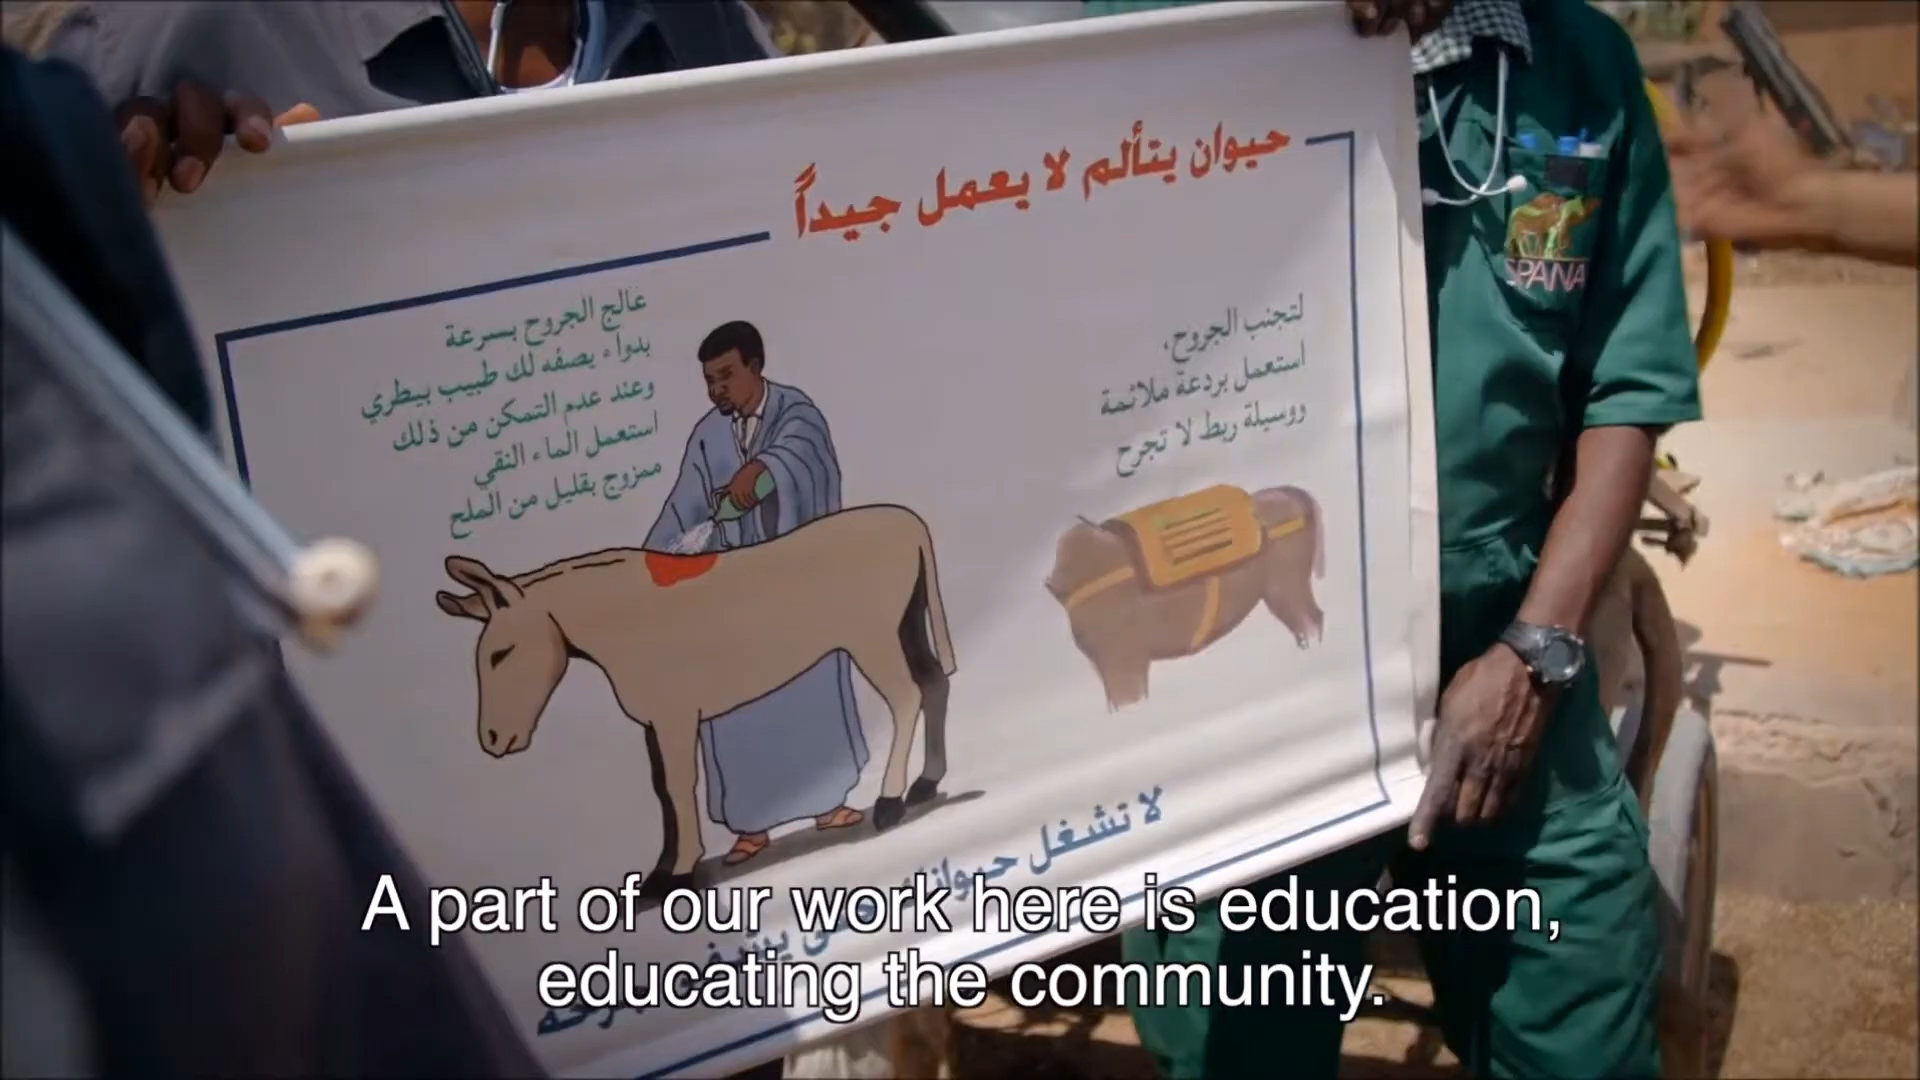 حيوان يتألم لا يعمل جيداً
لتجنب الجروح،
استعمل بردعة ملائمة
ووسيلة ربط لا تجرح
عالج الجروح بسرعة
بدواء يصفه لك طبيب بيطري
وعند عدم التمكن من ذلك
استعمل الماء النقي
ممزوج بقليل من الملح
SPANA
لا تشغل
A part of our work here is education,
educating the community.